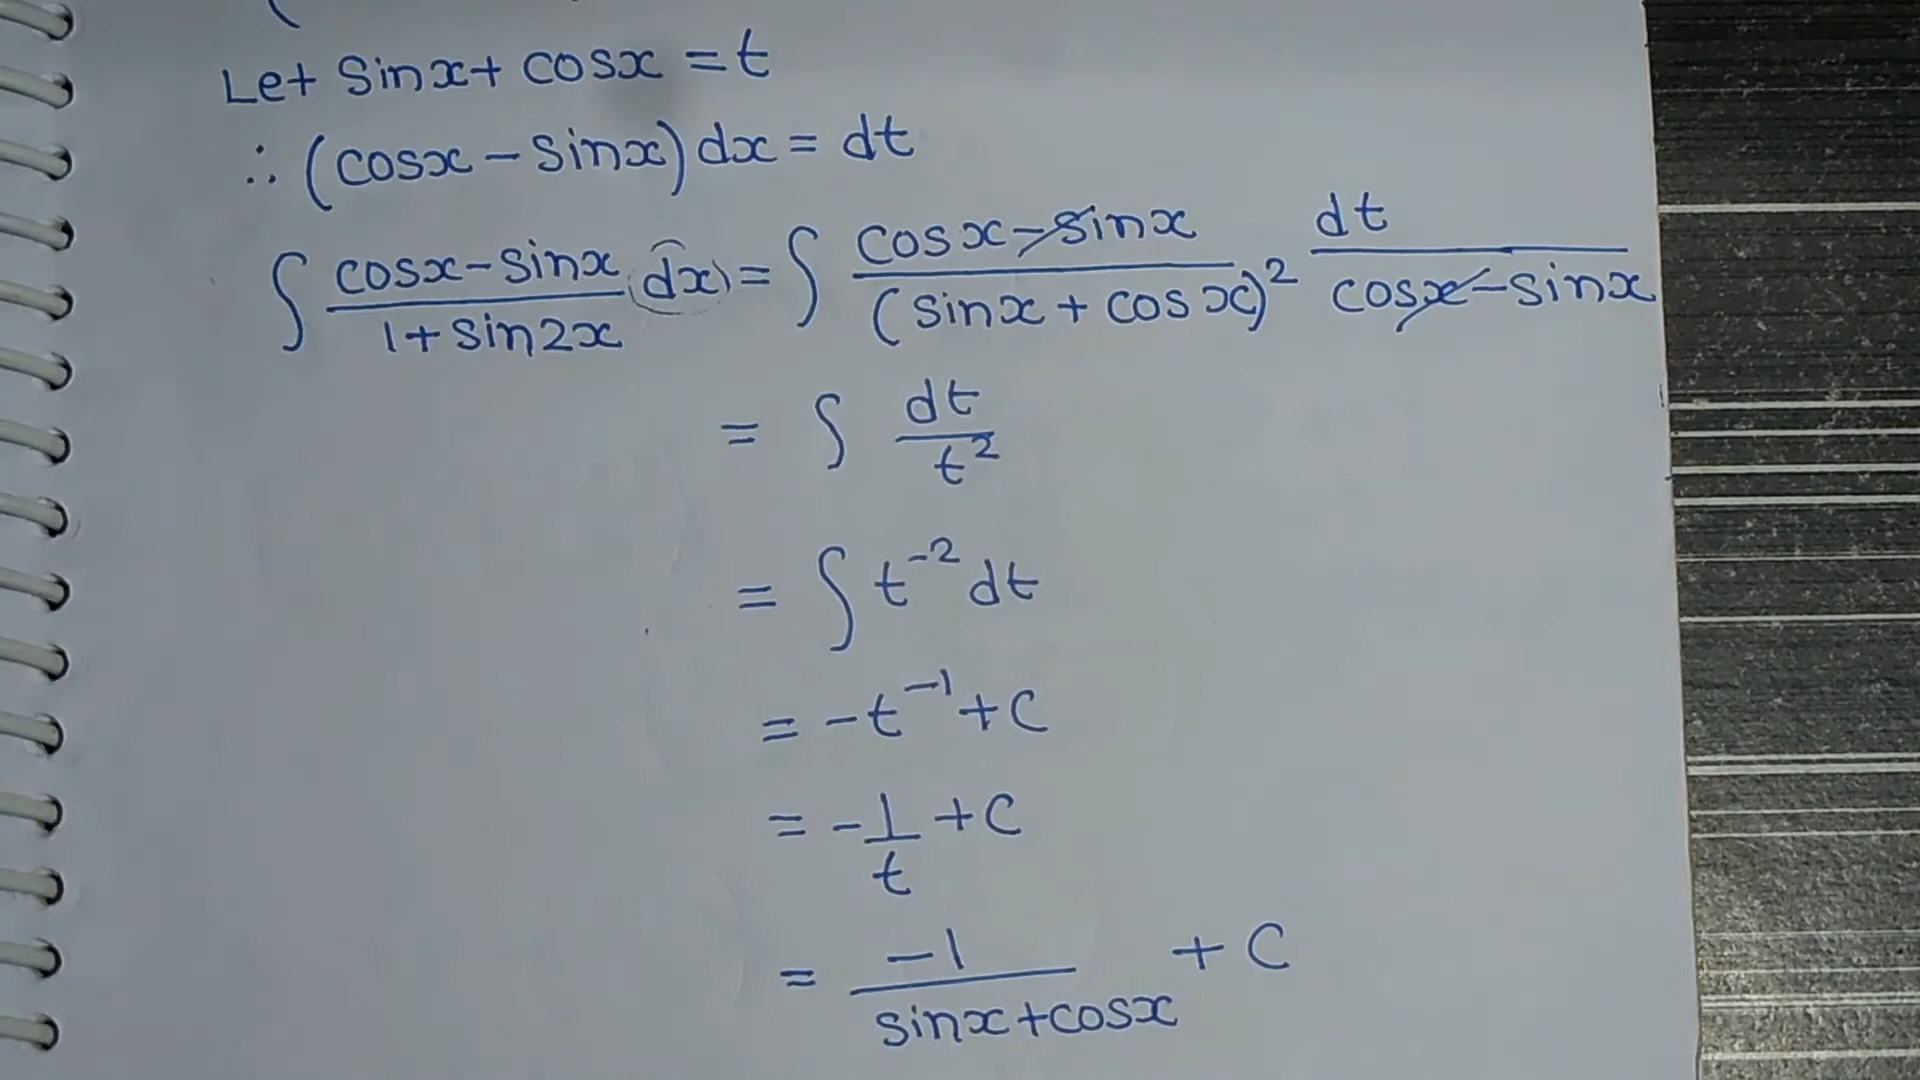 Let sinx + cosx = t
∴ (cosx - sinx) dx = dt
∫ cosx-sinx / 1+sin2x dx = ∫ cosx-sinx / (sinx + cosx)² dt / cosx-sinx
= ∫ dt / t²
= ∫ t⁻² dt
= -t⁻¹ + C
= -1/t + C
= -1 / sinx+cosx + C